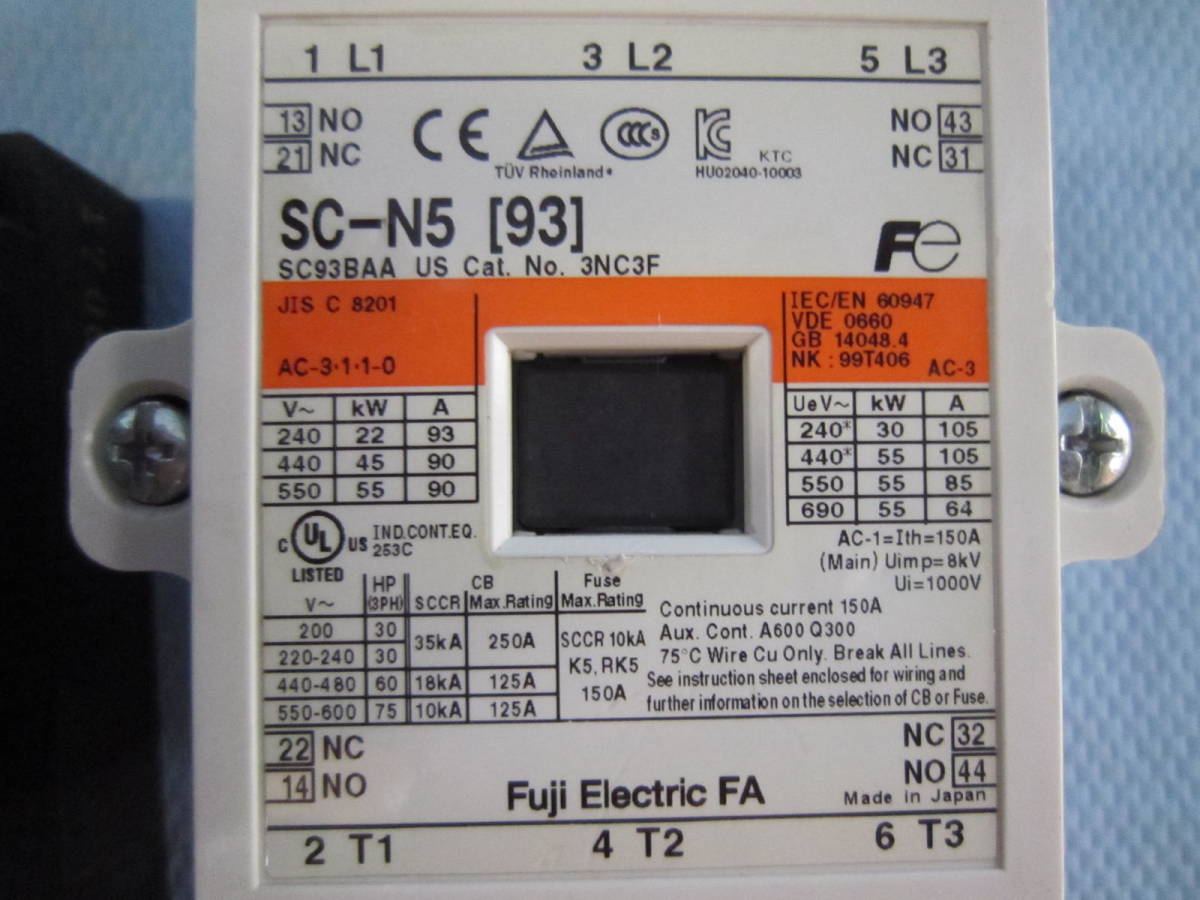 1 L1 3 L2 5 L3
13 NO
21 NC
CE
TÜV Rheinland
CCC S
KC
KTC
HU02040-10003
NO 43
NC 31
SC-N5 [93]
Fe
SC93BAA US Cat. No. 3NC3F
JIS C 8201
AC-3·1·1-0
IEC/EN 60947
VDE 0660
GB 14048.4
NK : 99T406 AC-3
V~ kW A
240 22 93
440 45 90
550 55 90
Ue V~ kW A
240* 30 105
440* 55 105
550 55 85
690 55 64
C UL US IND.CONT.EQ.
253C
LISTED
AC-1=Ith=150A
(Main) Uimp=8kV
Ui=1000V
V~ HP (3PH) SCCR CB Max.Rating Fuse Max.Rating
200 30 35kA 250A SCCR 10kA
220-240 30 K5, RK5
440-480 60 18kA 125A 150A
550-600 75 10kA 125A
Continuous current 150A
Aux. Cont. A600 Q300
75°C Wire Cu Only. Break All Lines.
See instruction sheet enclosed for wiring and
further information on the selection of CB or Fuse.
22 NC
14 NO
NC 32
NO 44
Fuji Electric FA
Made in Japan
2 T1 4 T2 6 T3